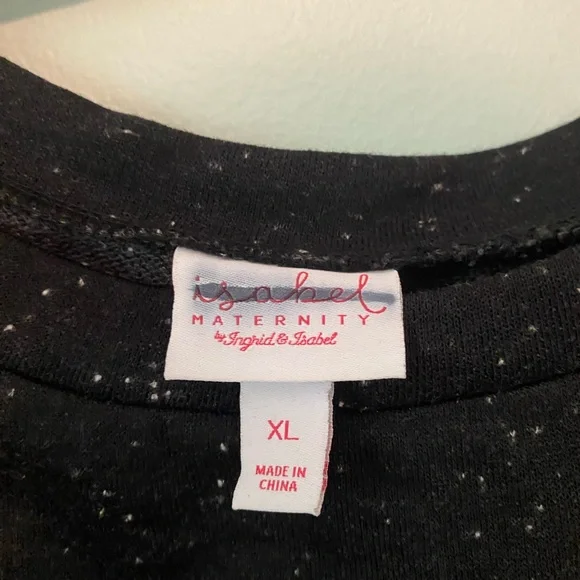 isabel
MATERNITY
by Ingrid & Isabel
XL
MADE IN
CHINA